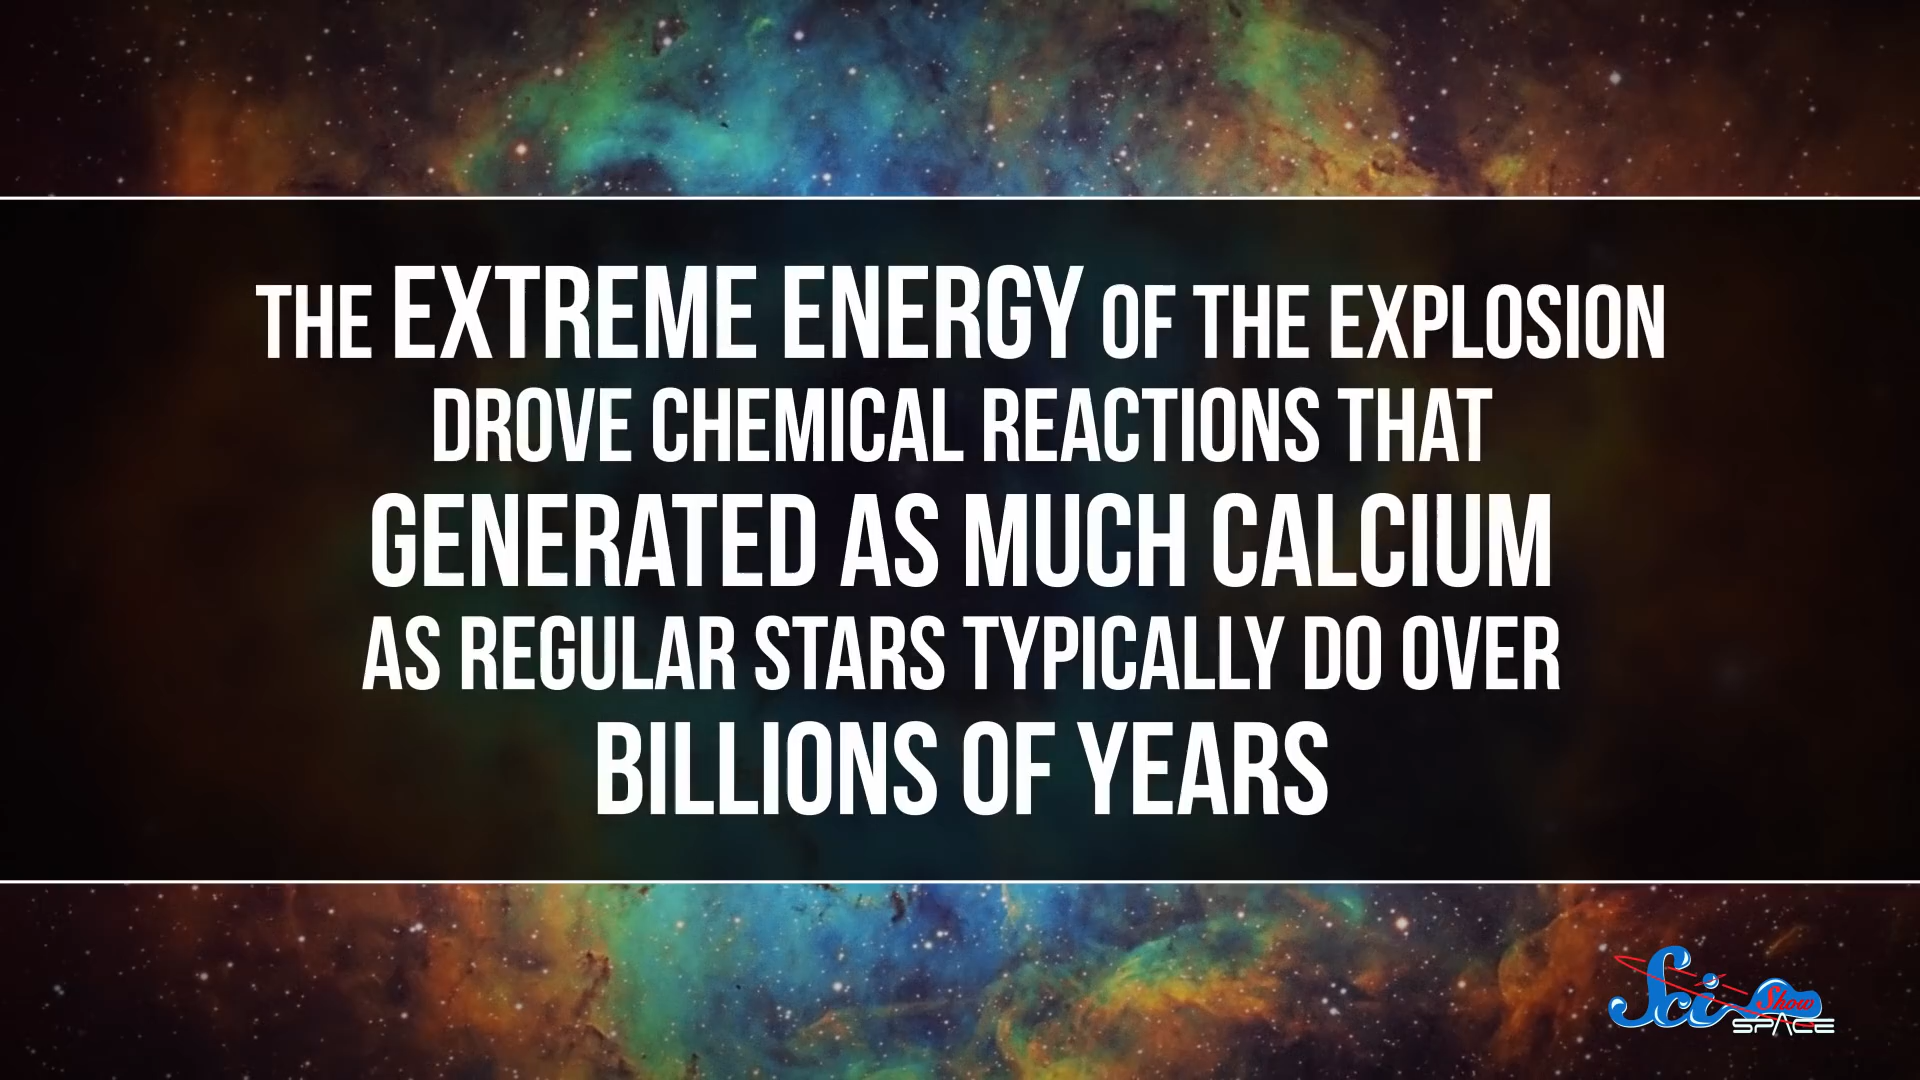 THE EXTREME ENERGY OF THE EXPLOSION
DROVE CHEMICAL REACTIONS THAT
GENERATED AS MUCH CALCIUM
AS REGULAR STARS TYPICALLY DO OVER
BILLIONS OF YEARS
Sci Show
SPACE